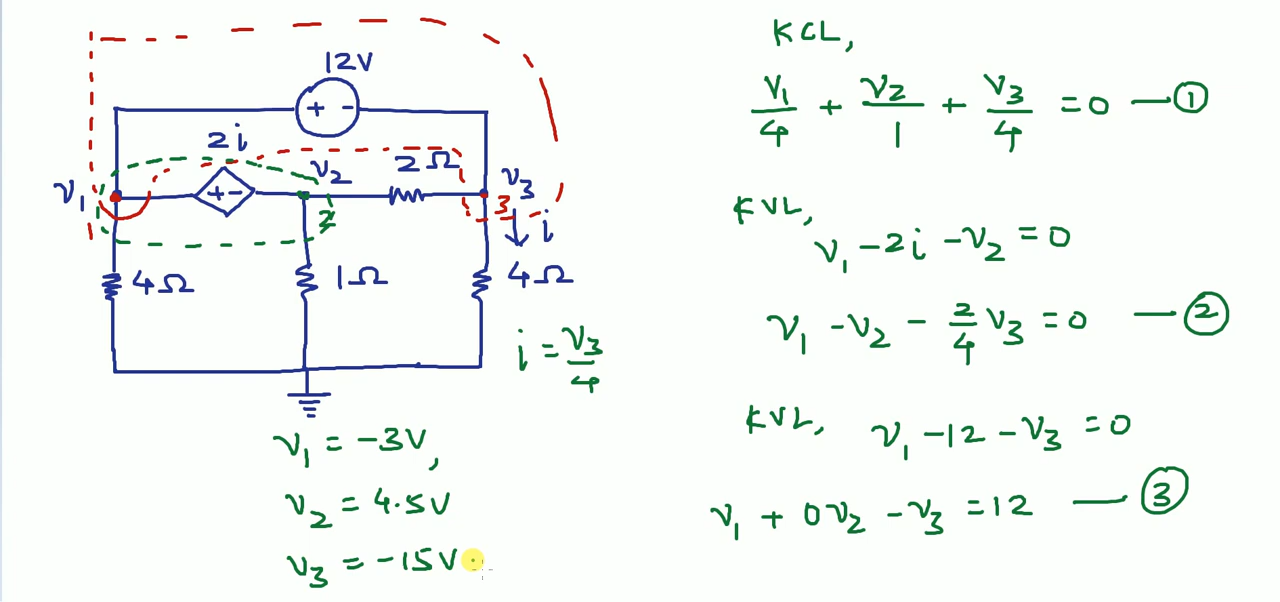 12V
+ -
2i
v₂
2Ω
v₁
+ -
v₃
2
3
i
4Ω
1Ω
4Ω
i = v₃/4
v₁ = -3V,
v₂ = 4.5V
v₃ = -15V
KCL,
v₁/4 + v₂/1 + v₃/4 = 0 — ①
KVL,
v₁ - 2i - v₂ = 0
v₁ - v₂ - 2/4 v₃ = 0 — ②
KVL, v₁ - 12 - v₃ = 0
v₁ + 0v₂ - v₃ = 12 — ③